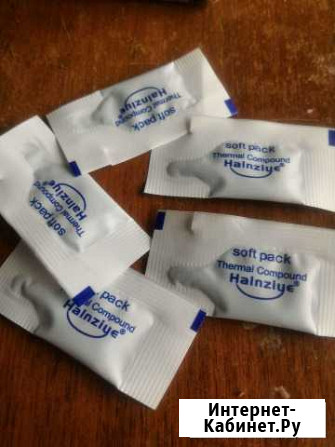 soft pack.
Thermal Compound
Halnziye
®
soft pack
Thermal Compound
Halnziye
®
soft pack
Thermal Compound
Halnziye
®
soft pack
Thermal Compound
Halnziye
®
pack
Thermal Compound
Halnziye
®
Интернет-
Кабинет.Ру